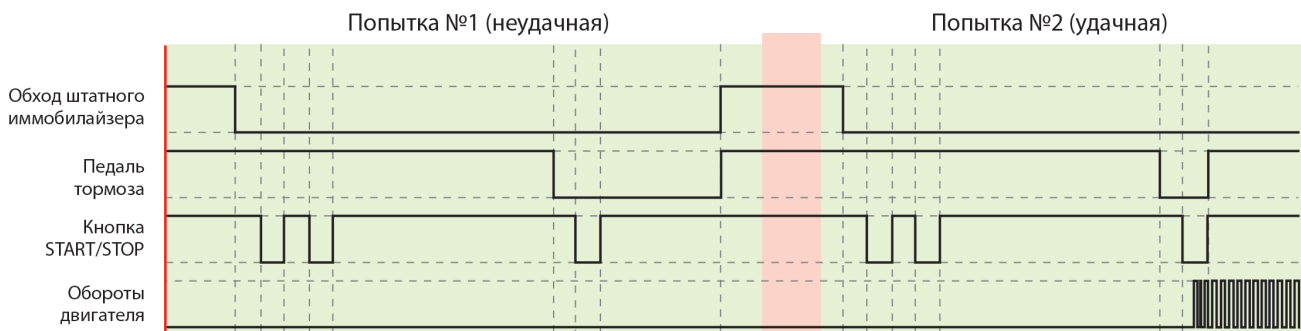 Попытка №1 (неудачная)
Попытка №2 (удачная)
Обход штатного
иммобилайзера
Педаль
тормоза
Кнопка
START/STOP
Обороты
двигателя